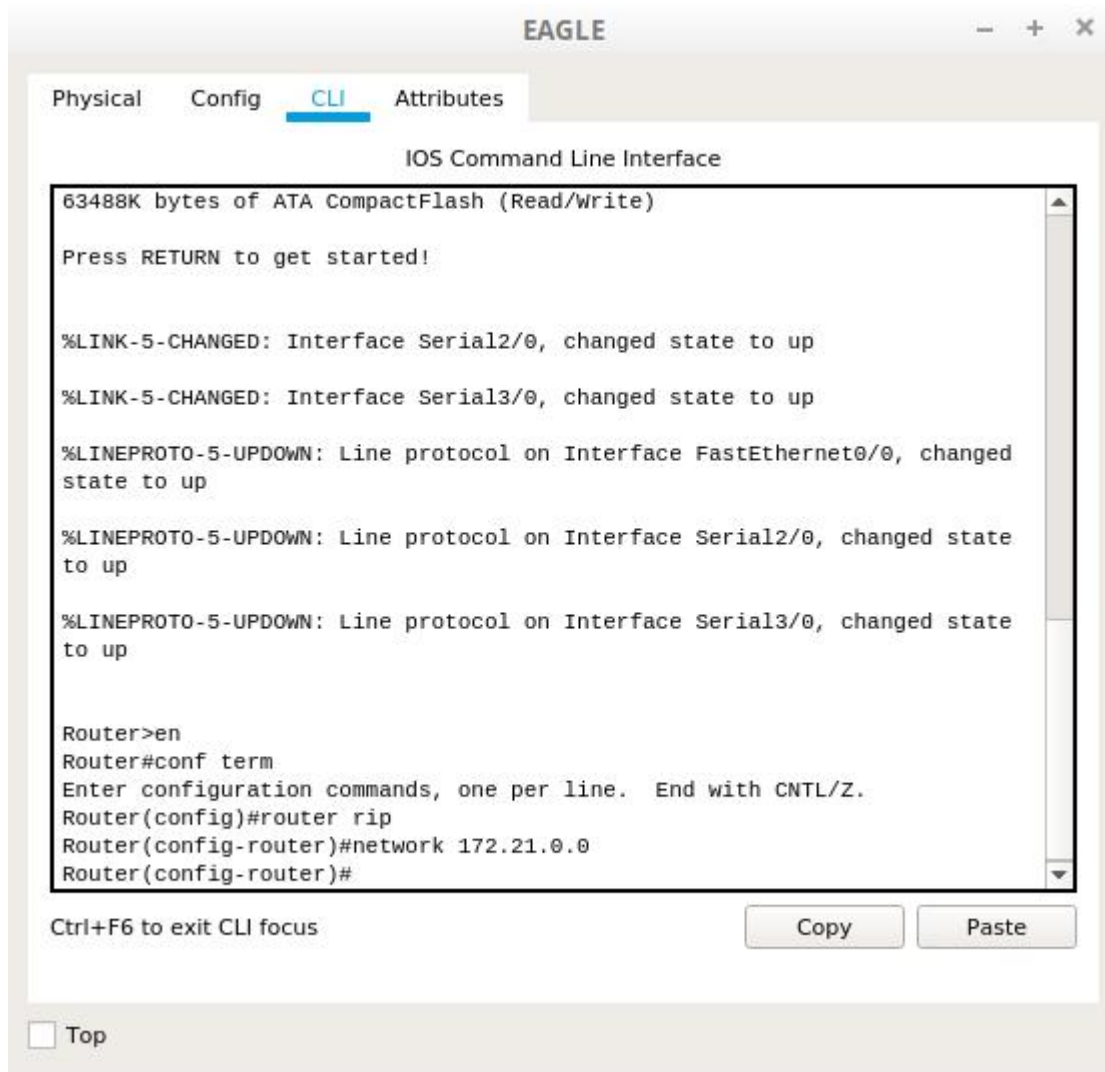 EAGLE
Physical Config CLI Attributes
IOS Command Line Interface
63488K bytes of ATA CompactFlash (Read/Write)
Press RETURN to get started!
%LINK-5-CHANGED: Interface Serial2/0, changed state to up
%LINK-5-CHANGED: Interface Serial3/0, changed state to up
%LINEPROTO-5-UPDOWN: Line protocol on Interface FastEthernet0/0, changed
state to up
%LINEPROTO-5-UPDOWN: Line protocol on Interface Serial2/0, changed state
to up
%LINEPROTO-5-UPDOWN: Line protocol on Interface Serial3/0, changed state
to up
Router>en
Router#conf term
Enter configuration commands, one per line.  End with CNTL/Z.
Router(config)#router rip
Router(config-router)#network 172.21.0.0
Router(config-router)#
Ctrl+F6 to exit CLI focus
Copy Paste
Top